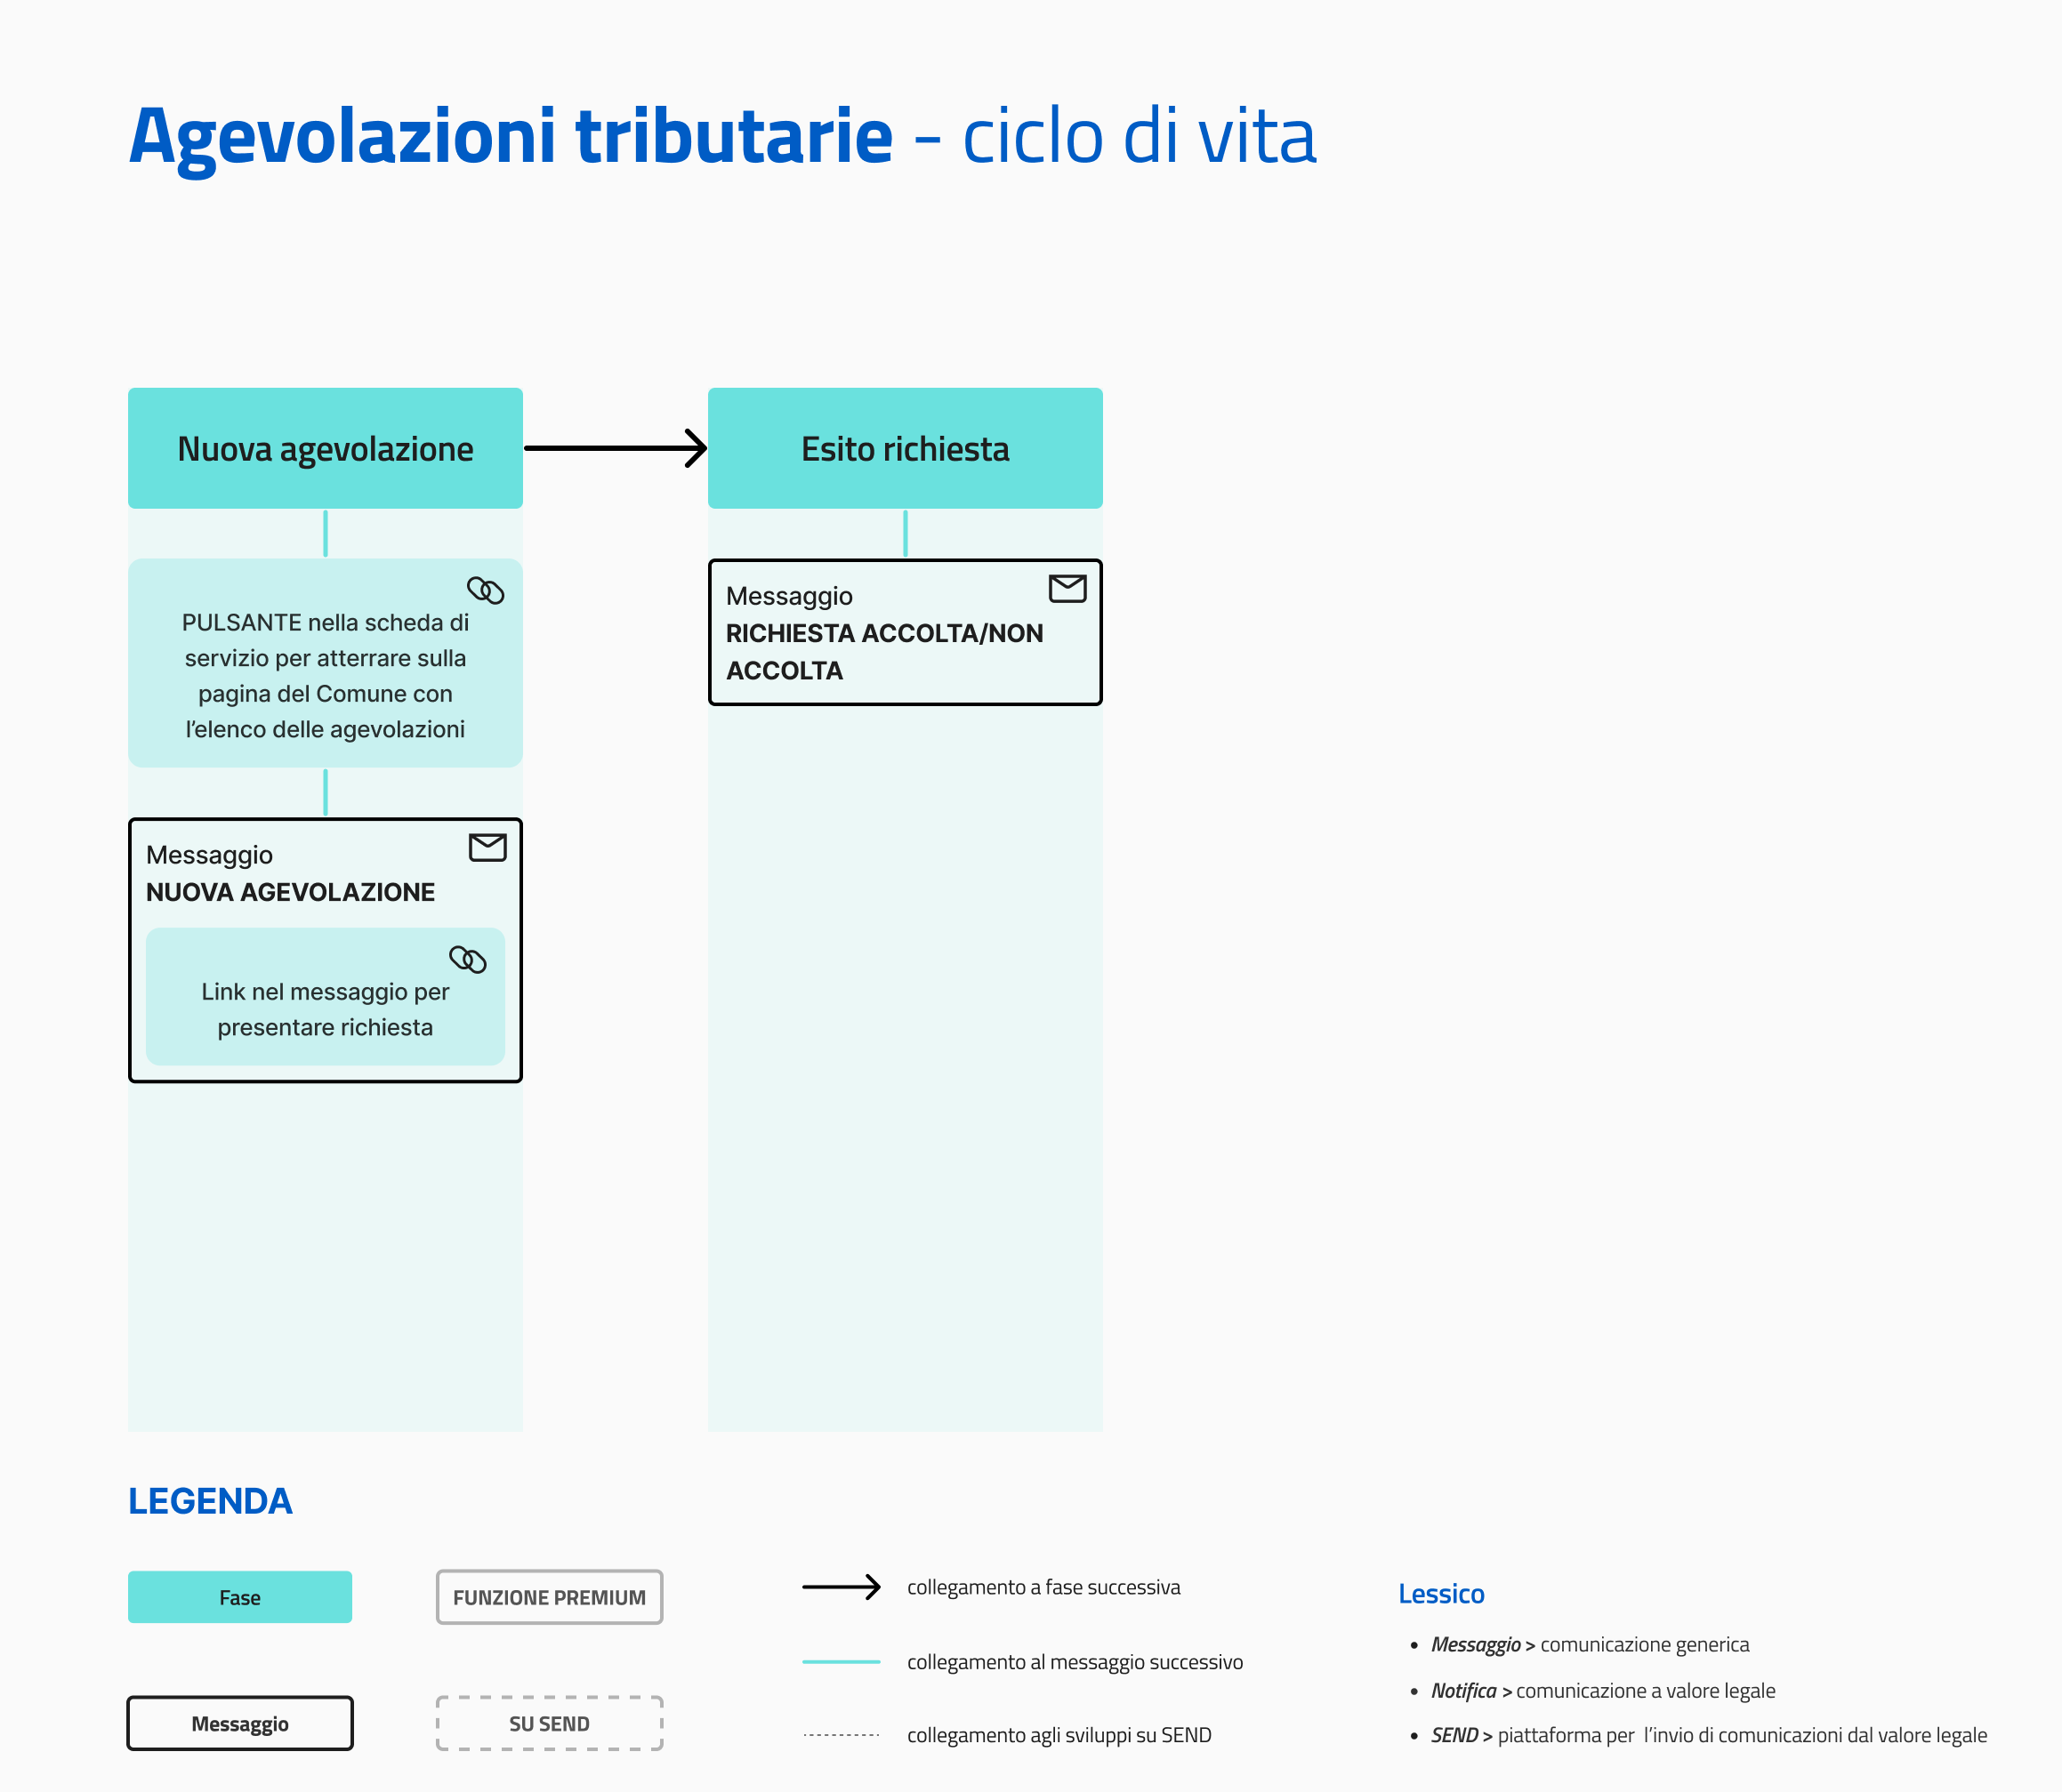 Agevolazioni tributarie - ciclo di vita
Nuova agevolazione
PULSANTE nella scheda di
servizio per atterrare sulla
pagina del Comune con
l’elenco delle agevolazioni
Messaggio
NUOVA AGEVOLAZIONE
Link nel messaggio per
presentare richiesta
Esito richiesta
Messaggio
RICHIESTA ACCOLTA/NON
ACCOLTA
LEGENDA
Fase
FUNZIONE PREMIUM
Messaggio
SU SEND
collegamento a fase successiva
collegamento al messaggio successivo
collegamento agli sviluppi su SEND
Lessico
• Messaggio > comunicazione generica
• Notifica > comunicazione a valore legale
• SEND > piattaforma per l’invio di comunicazioni dal valore legale